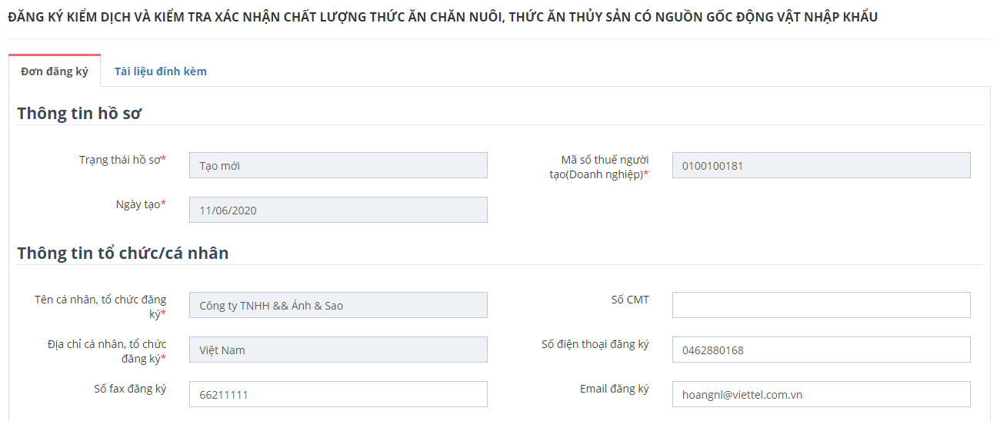 ĐĂNG KÝ KIỂM DỊCH VÀ KIỂM TRA XÁC NHẬN CHẤT LƯỢNG THỨC ĂN CHĂN NUÔI, THỨC ĂN THỦY SẢN CÓ NGUỒN GỐC ĐỘNG VẬT NHẬP KHẨU
Đơn đăng ký Tài liệu đính kèm
Thông tin hồ sơ
Trạng thái hồ sơ* Tạo mới
Mã số thuế người
tạo(Doanh nghiệp)* 0100100181
Ngày tạo* 11/06/2020
Thông tin tổ chức/cá nhân
Tên cá nhân, tổ chức đăng
ký* Công ty TNHH && Ánh & Sao
Số CMT
Địa chỉ cá nhân, tổ chức
đăng ký* Việt Nam
Số điện thoại đăng ký 0462880168
Số fax đăng ký 66211111
Email đăng ký hoangnl@viettel.com.vn